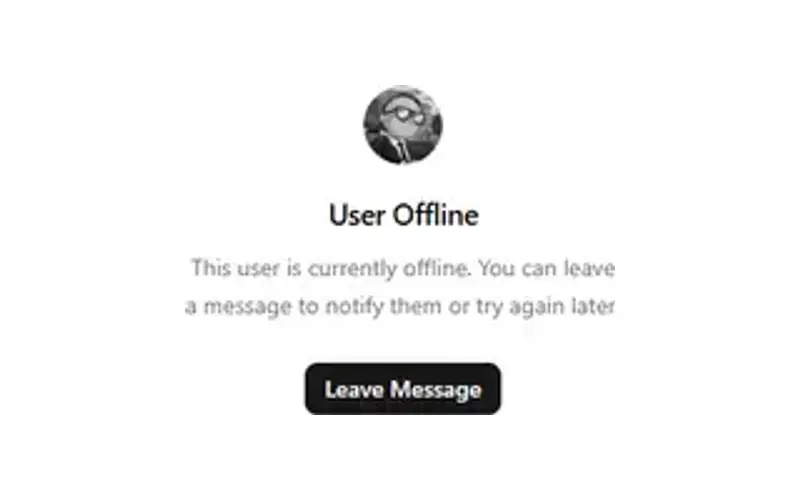 User Offline
This user is currently offline. You can leave
a message to notify them or try again later
Leave Message